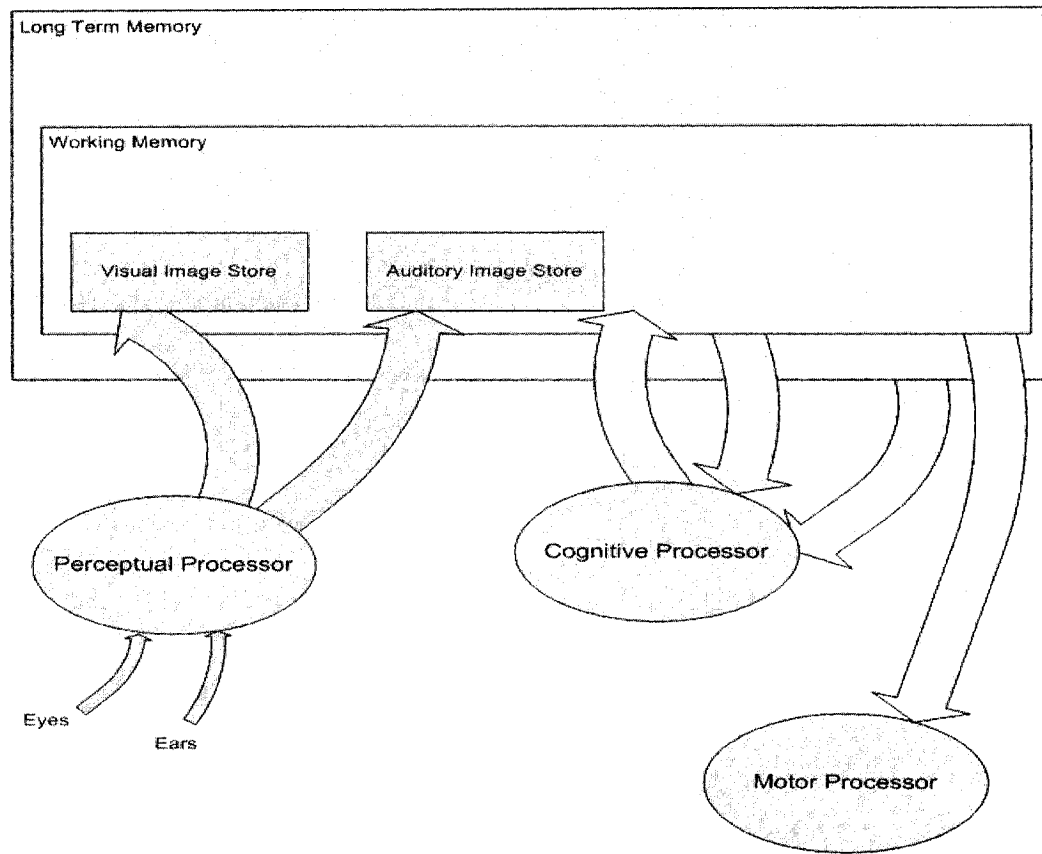 Long Term Memory
Working Memory
Visual Image Store
Auditory Image Store
Perceptual Processor
Cognitive Processor
Eyes
Ears
Motor Processor